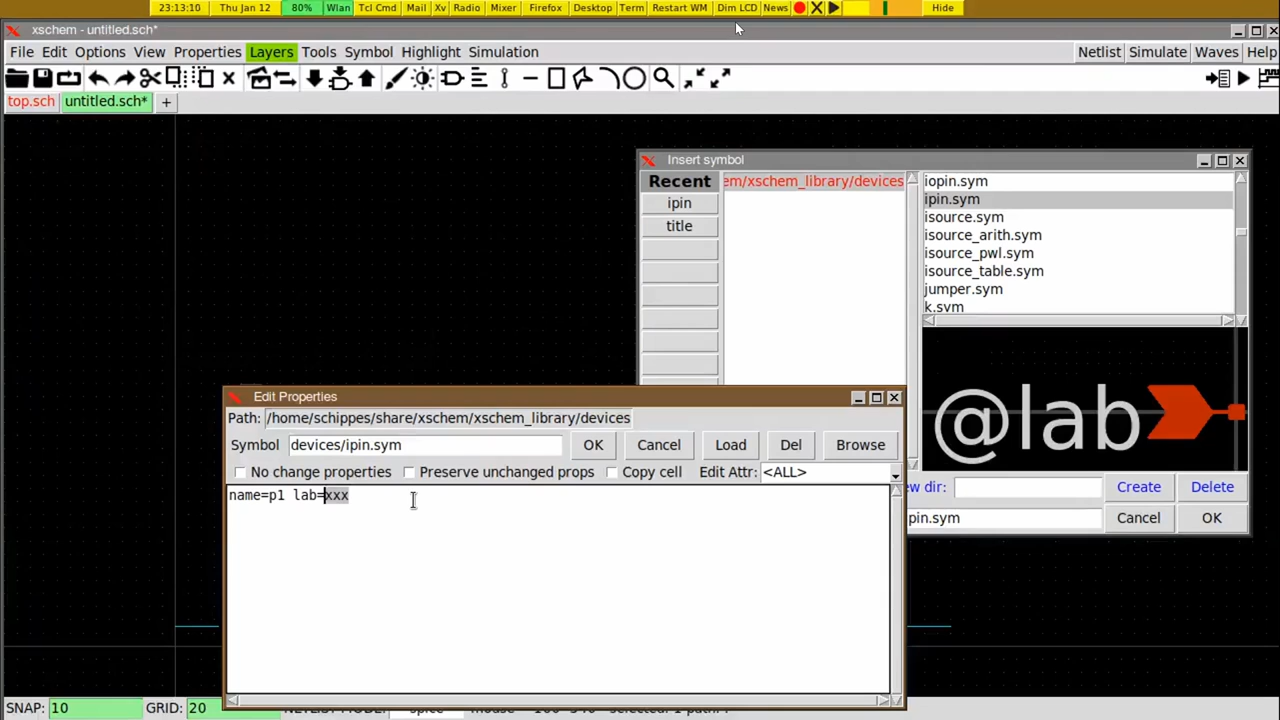 23:13:10 Thu Jan 12 80% Wlan Tcl Cmd Mail Xv Radio Mixer Firefox Desktop Term Restart WM Dim LCD News Hide
xschem - untitled.sch*
File Edit Options View Properties Layers Tools Symbol Highlight Simulation Netlist Simulate Waves Help
top.sch untitled.sch* +
Insert symbol
Recent em/xschem_library/devices iopin.sym
ipin ipin.sym
title isource.sym
isource_arith.sym
isource_pwl.sym
isource_table.sym
jumper.sym
k.sym
@lab
Edit Properties
Path: /home/schippes/share/xschem/xschem_library/devices
Symbol devices/ipin.sym OK Cancel Load Del Browse
No change properties Preserve unchanged props Copy cell Edit Attr: <ALL>
name=p1 lab=xxx
ew dir: Create Delete
pin.sym Cancel OK
SNAP: 10 GRID: 20